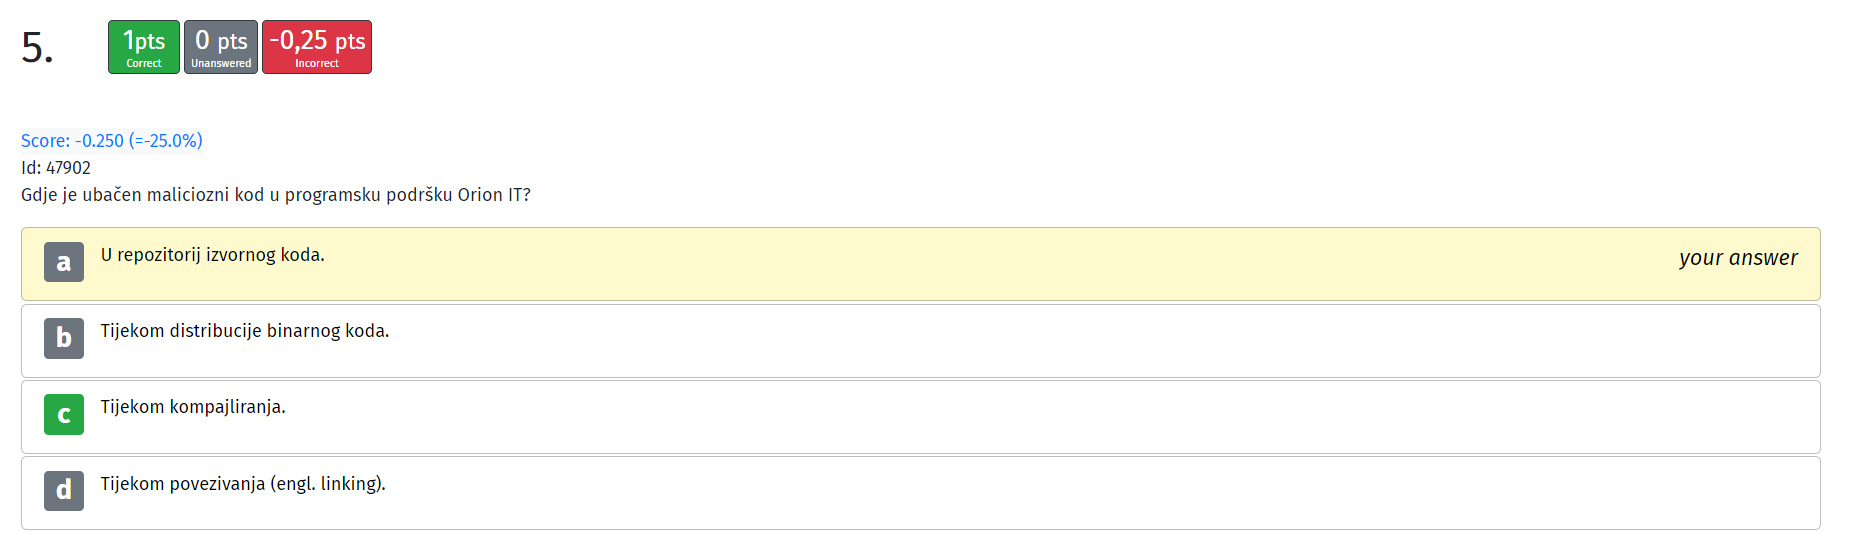 5.
1pts
Correct
0 pts
Unanswered
-0,25 pts
Incorrect
Score: -0.250 (=-25.0%)
Id: 47902
Gdje je ubačen maliciozni kod u programsku podršku Orion IT?
a U repozitorij izvornog koda. your answer
b Tijekom distribucije binarnog koda.
c Tijekom kompajliranja.
d Tijekom povezivanja (engl. linking).